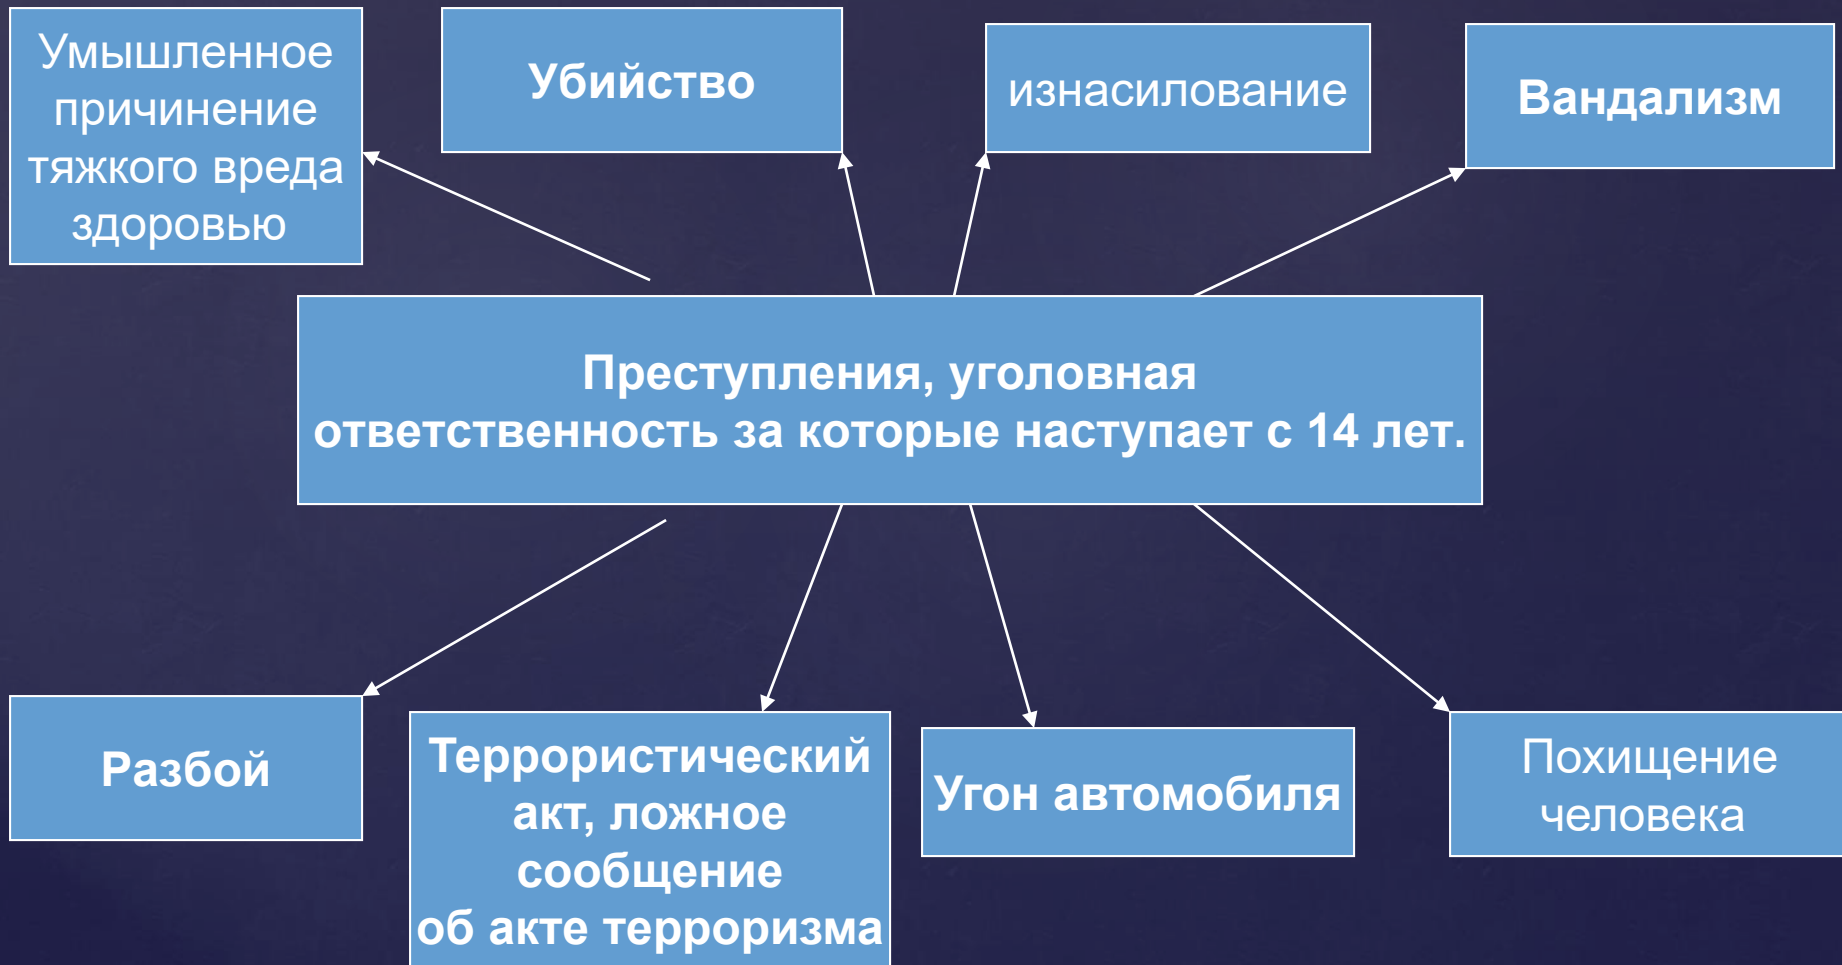 Умышленное
причинение
тяжкого вреда
здоровью
Убийство
изнасилование
Вандализм
Преступления, уголовная
ответственность за которые наступает с 14 лет.
Разбой
Террористический
акт, ложное
сообщение
об акте терроризма
Угон автомобиля
Похищение
человека